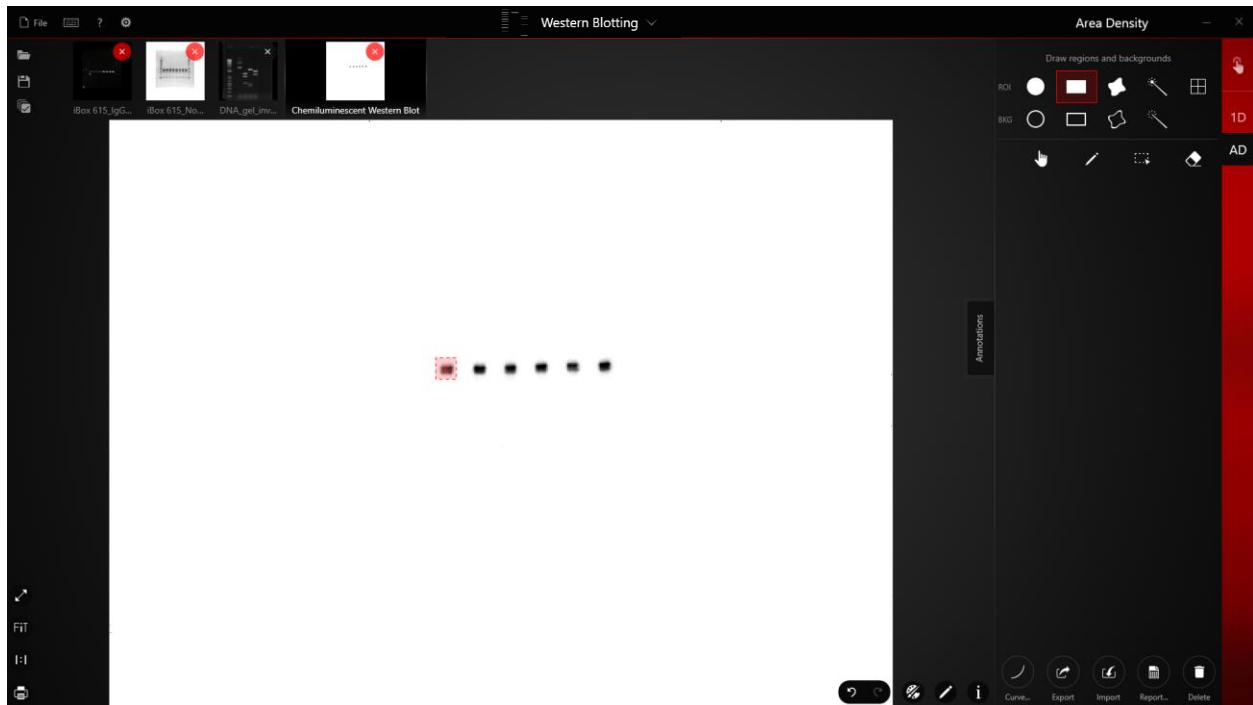 File
?
Western Blotting
Area Density
iBox 615_IgG...
iBox 615_No...
DNA_gel_inv...
Chemiluminescent Western Blot
Draw regions and backgrounds
ROI
BKG
1D
AD
Annotations
FiT
1:1
i
Curve...
Export
Import
Report...
Delete